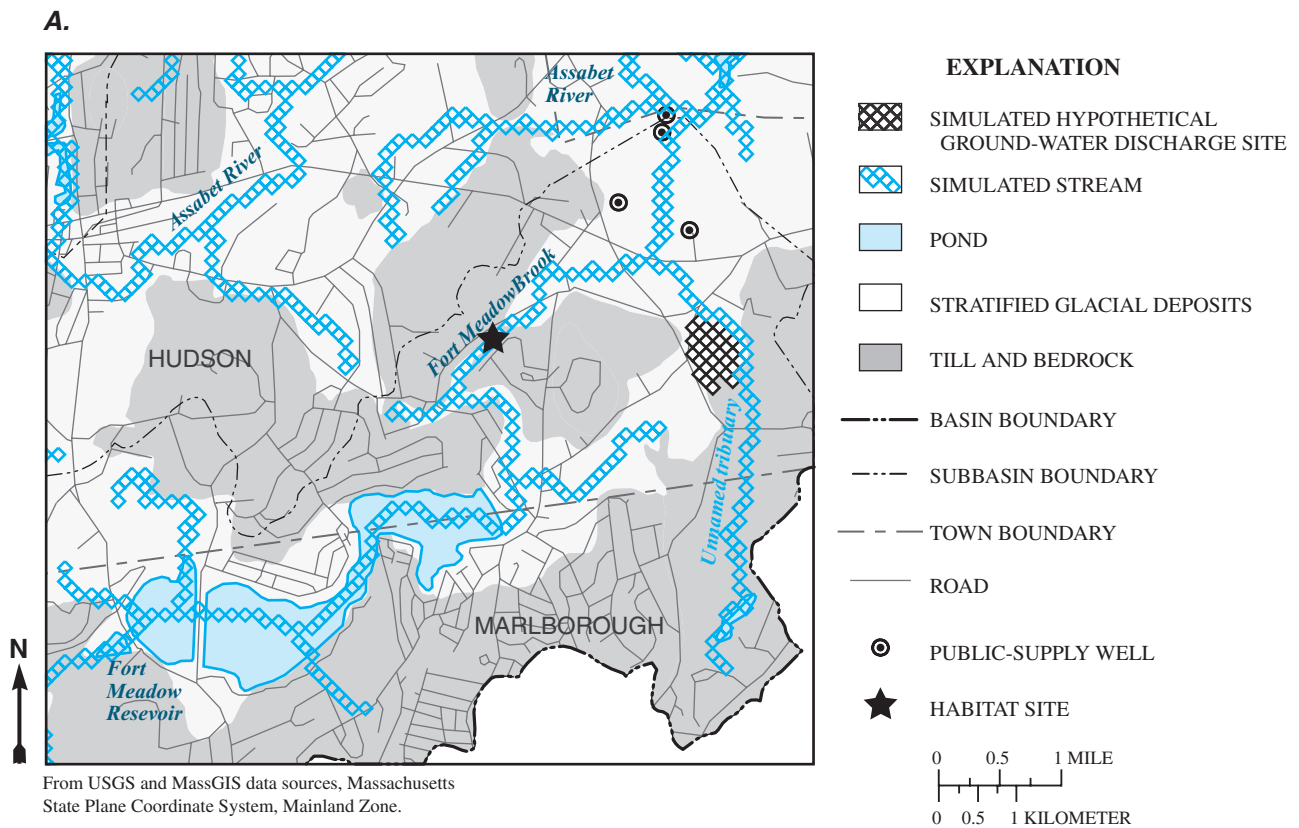 A.
Assabet
River
Assabet River
Fort MeadowBrook
HUDSON
Unnamed tributary
MARLBOROUGH
Fort
Meadow
Resevoir
N
From USGS and MassGIS data sources, Massachusetts
State Plane Coordinate System, Mainland Zone.
EXPLANATION
SIMULATED HYPOTHETICAL
GROUND-WATER DISCHARGE SITE
SIMULATED STREAM
POND
STRATIFIED GLACIAL DEPOSITS
TILL AND BEDROCK
BASIN BOUNDARY
SUBBASIN BOUNDARY
TOWN BOUNDARY
ROAD
PUBLIC-SUPPLY WELL
HABITAT SITE
0 0.5 1 MILE
0 0.5 1 KILOMETER